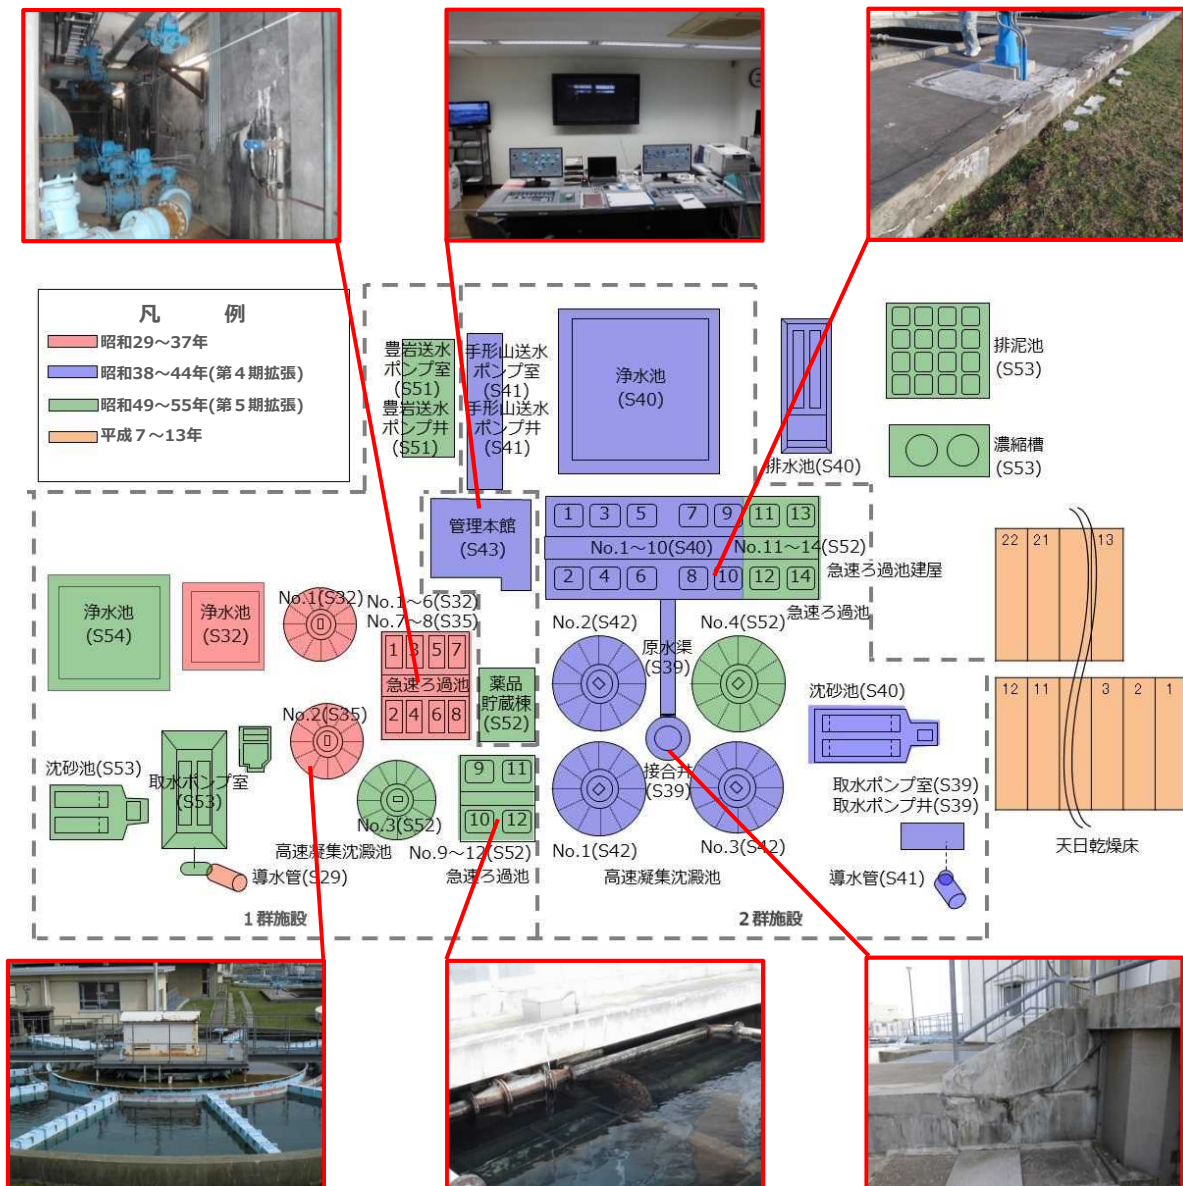 凡 例
昭和29～37年
昭和38～44年(第４期拡張)
昭和49～55年(第５期拡張)
平成７～13年
豊岩送水
ポンプ室
(S51)
豊岩送水
ポンプ井
(S51)
手形山送水
ポンプ室
(S41)
手形山送水
ポンプ井
(S41)
浄水池
(S40)
排水池(S40)
排泥池
(S53)
濃縮槽
(S53)
管理本館
(S43)
1 3 5 7 9 11 13
No.1～10(S40)
No.11～14(S52)
2 4 6 8 10 12 14
急速ろ過池建屋
急速ろ過池
22 21 13
12 11 3 2 1
天日乾燥床
浄水池
(S54)
浄水池
(S32)
No.1(S32)
No.1～6(S32)
No.7～8(S35)
1 3 5 7
急速ろ過池
2 4 6 8
薬品
貯蔵棟
(S52)
No.2(S35)
沈砂池(S53)
取水ポンプ室
(S53)
No.3(S52)
高速凝集沈澱池
9 11
10 12
No.9～12(S52)
急速ろ過池
導水管(S29)
１群施設
No.2(S42)
原水渠
(S39)
No.4(S52)
接合井
(S39)
No.1(S42)
No.3(S42)
高速凝集沈澱池
沈砂池(S40)
取水ポンプ室(S39)
取水ポンプ井(S39)
導水管(S41)
２群施設